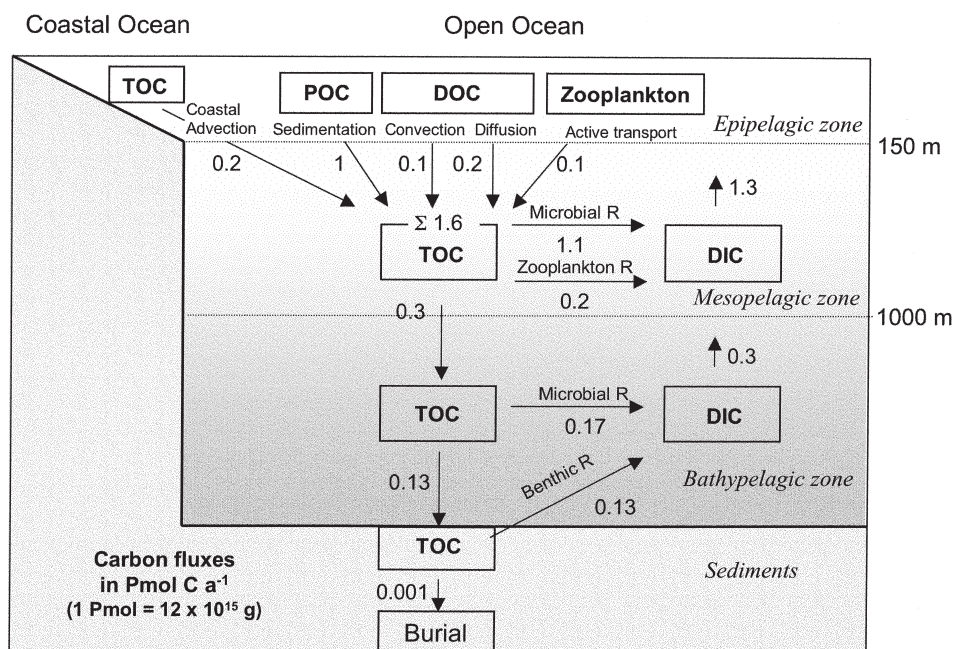 Coastal Ocean
Open Ocean
TOC
POC
DOC
Zooplankton
Coastal
Advection
Sedimentation
Convection
Diffusion
Active transport
Epipelagic zone
150 m
0.2
1
0.1
0.2
0.1
1.3
Σ 1.6
TOC
Microbial R
1.1
Zooplankton R
0.2
DIC
Mesopelagic zone
0.3
1000 m
0.3
TOC
Microbial R
0.17
DIC
0.13
Benthic R
0.13
Bathypelagic zone
TOC
Carbon fluxes
in Pmol C a⁻¹
(1 Pmol = 12 x 10¹⁵ g)
Sediments
0.001
Burial